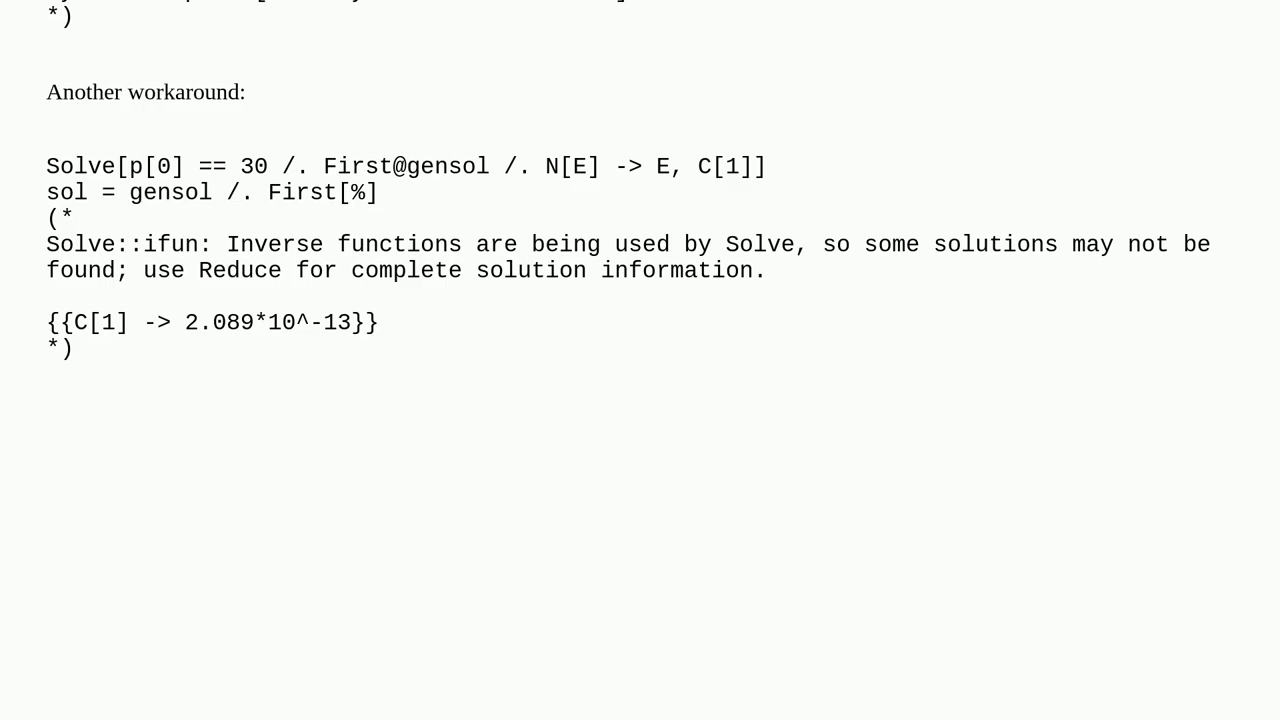 *)
Another workaround:
Solve[p[0] == 30 /. First@gensol /. N[E] -> E, C[1]]
sol = gensol /. First[%]
(*
Solve::ifun: Inverse functions are being used by Solve, so some solutions may not be
found; use Reduce for complete solution information.
{{C[1] -> 2.089*10^-13}}
*)